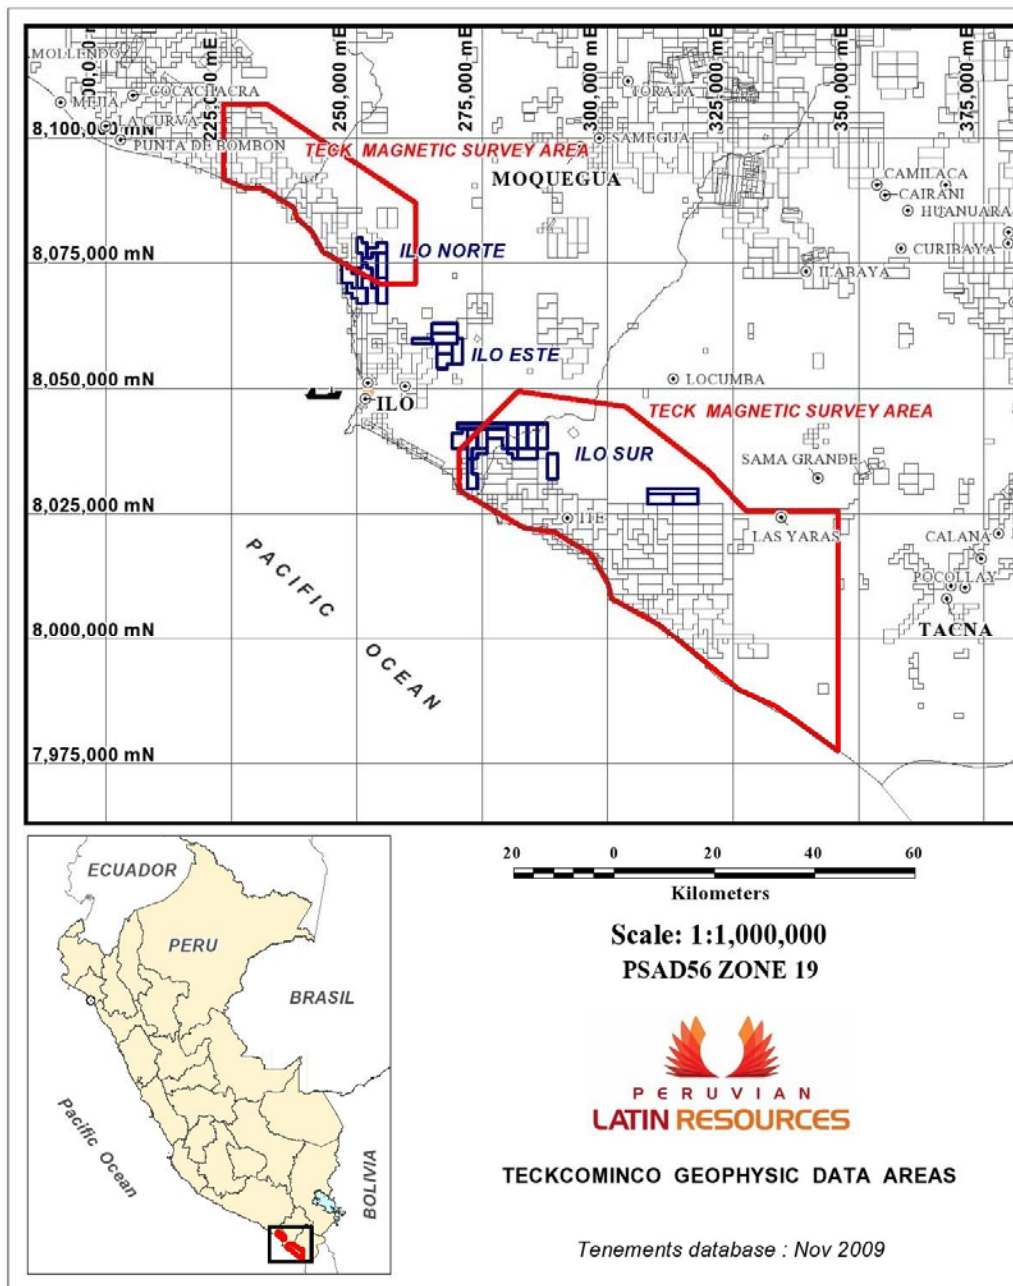 225,000 mE
250,000 mE
275,000 mE
300,000 mE
325,000 mE
350,000 mE
375,000 mE
MOLLENDO
COCACHACRA
MEJIA
TORATA
LA CURVA
8,100,000 mN
PUNTA DE BOMBON
TECK MAGNETIC SURVEY AREA
SAMEGUA
MOQUEGUA
CAMILACA
CAIRANI
HUANUARA
8,075,000 mN
ILO NORTE
CURIBAYA
ILABAYA
ILO ESTE
8,050,000 mN
LOCUMBA
ILO
TECK MAGNETIC SURVEY AREA
ILO SUR
SAMA GRANDE
8,025,000 mN
ITE
LAS YARAS
CALANA
PACIFIC
OCEAN
POCOLLAY
8,000,000 mN
TACNA
7,975,000 mN
ECUADOR
PERU
BRASIL
Pacific Ocean
BOLIVIA
20 0 20 40 60
Kilometers
Scale: 1:1,000,000
PSAD56 ZONE 19
PERUVIAN
LATIN RESOURCES
TECKCOMINCO GEOPHYSIC DATA AREAS
Tenements database : Nov 2009